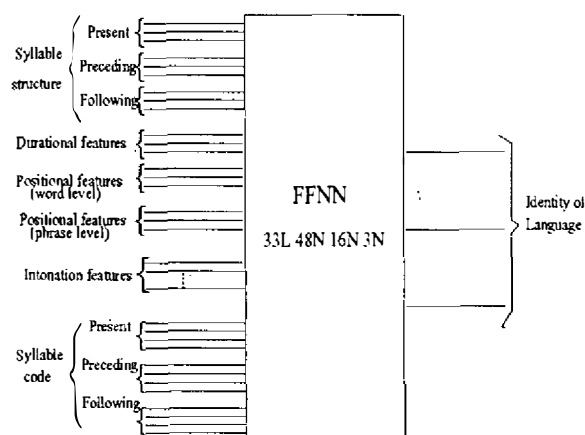 Present
Syllable
structure
Preceding
Following
Durational features
Positional features
(word level)
Positional features
(phrase level)
Intonation features
Present
Syllable
code
Preceding
Following
FFNN
33L 48N 16N 3N
Identity of
Language